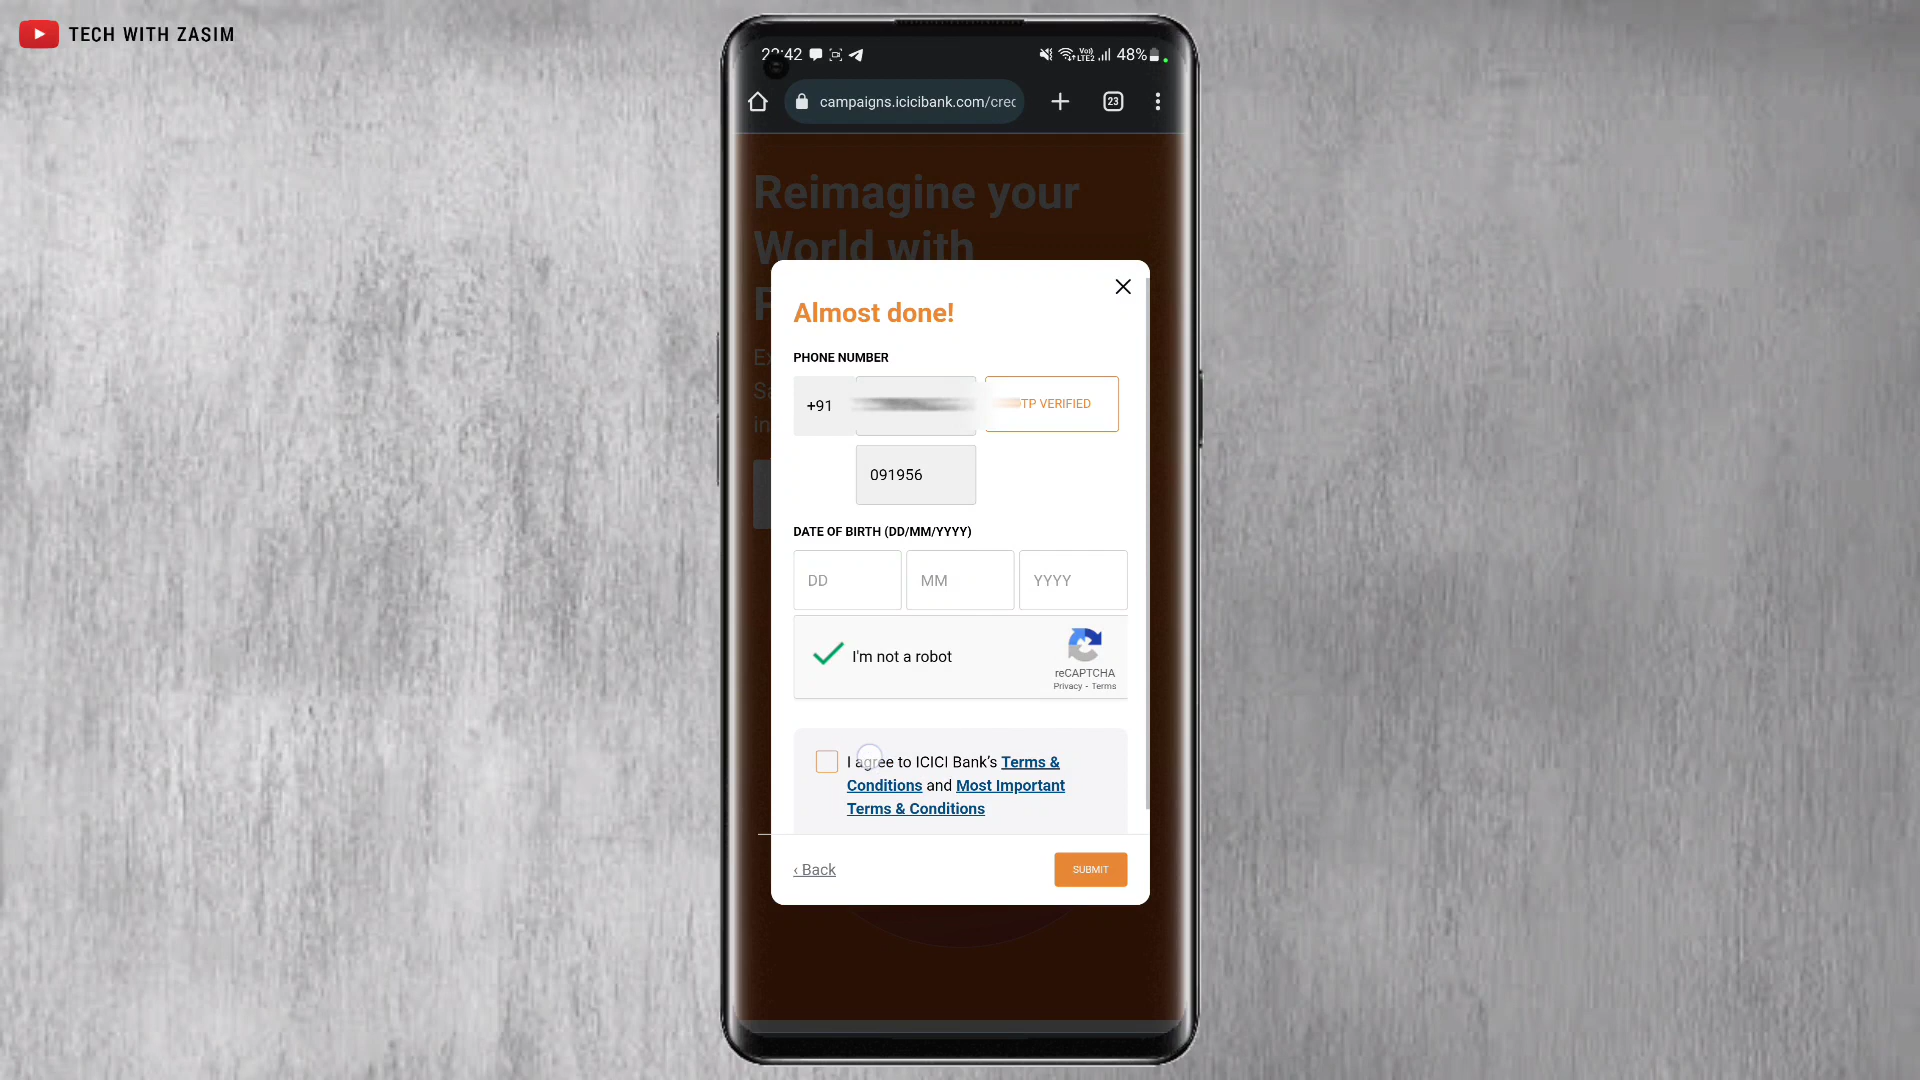 TECH WITH ZASIM
22:42
48%
campaigns.icicibank.com/cred
23
Reimagine your
World with
Almost done!
PHONE NUMBER
+91
TP VERIFIED
091956
DATE OF BIRTH (DD/MM/YYYY)
DD MM YYYY
I'm not a robot
reCAPTCHA
Privacy - Terms
I agree to ICICI Bank’s Terms &
Conditions and Most Important
Terms & Conditions
‹ Back
SUBMIT